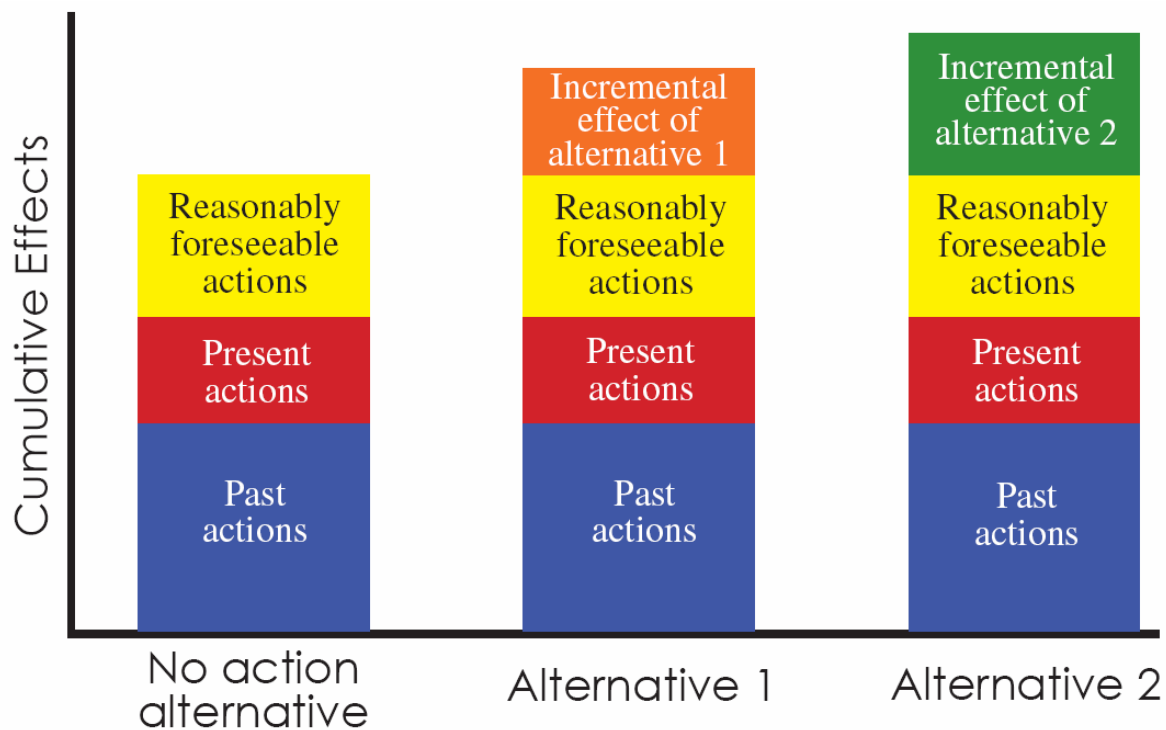 Cumulative Effects
Reasonably
foreseeable
actions
Present
actions
Past
actions
No action
alternative
Incremental
effect of
alternative 1
Reasonably
foreseeable
actions
Present
actions
Past
actions
Alternative 1
Incremental
effect of
alternative 2
Reasonably
foreseeable
actions
Present
actions
Past
actions
Alternative 2